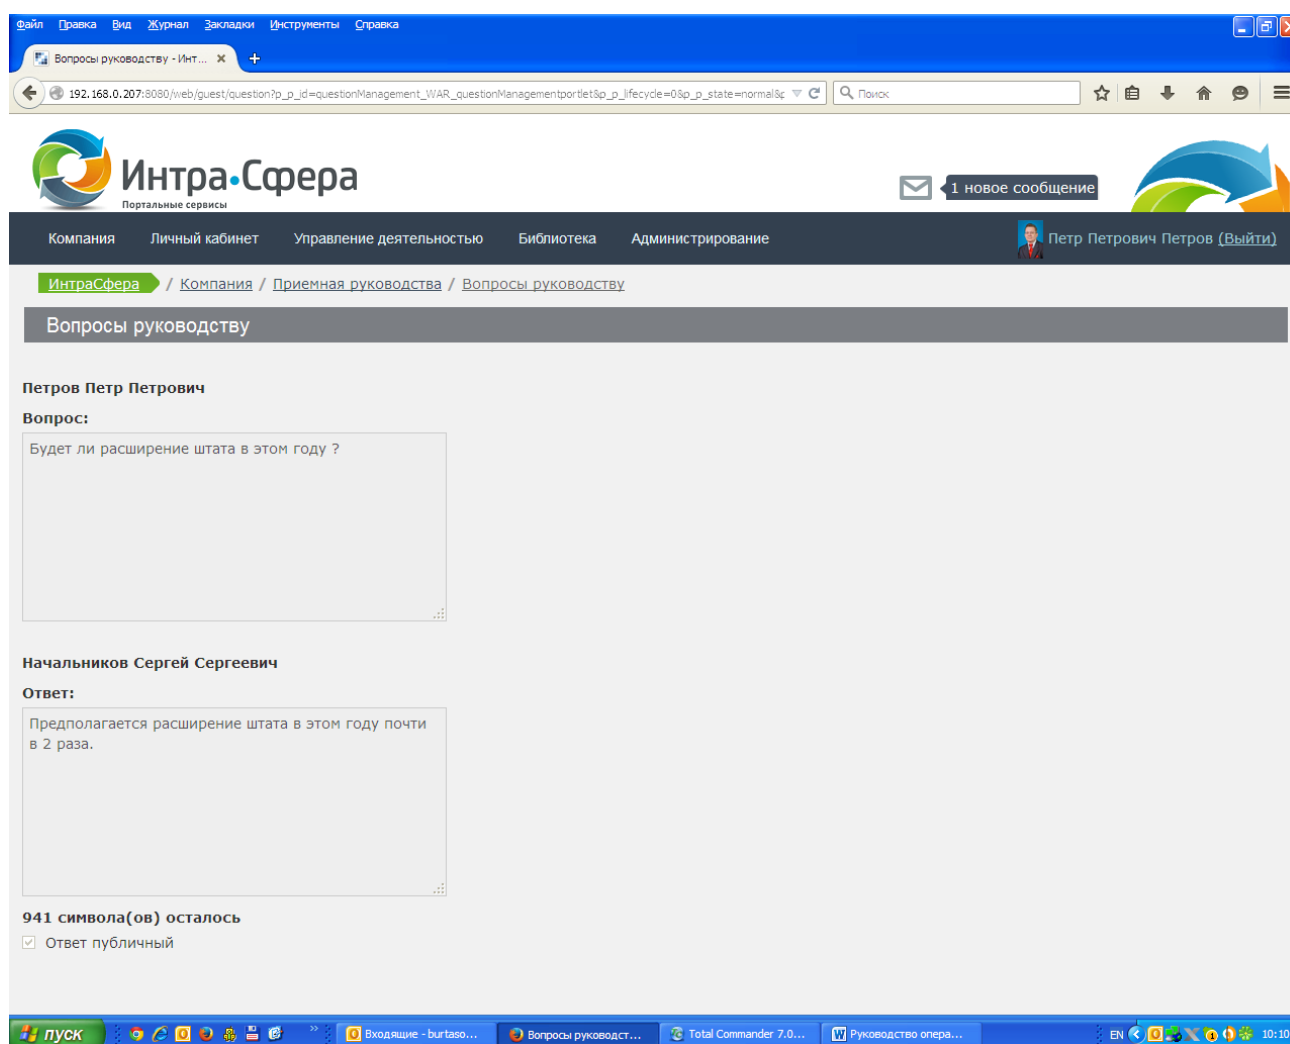 Файл Правка Вид Журнал Закладки Инструменты Справка
Вопросы руководству - Инт...
192.168.0.207:8080/web/guest/question?p_p_id=questionManagement_WAR_questionManagementportlet&p_p_lifecycle=0&p_p_state=normal&p
Поиск
Интра•Сфера
Портальные сервисы
1 новое сообщение
Компания Личный кабинет Управление деятельностью Библиотека Администрирование Петр Петрович Петров (Выйти)
ИнтраСфера / Компания / Приемная руководства / Вопросы руководству
Вопросы руководству
Петров Петр Петрович
Вопрос:
Будет ли расширение штата в этом году ?
Начальников Сергей Сергеевич
Ответ:
Предполагается расширение штата в этом году почти
в 2 раза.
941 символа(ов) осталось
Ответ публичный
пуск Входящие - burtaso... Вопросы руководст... Total Commander 7.0... Руководство опера... EN 10:10